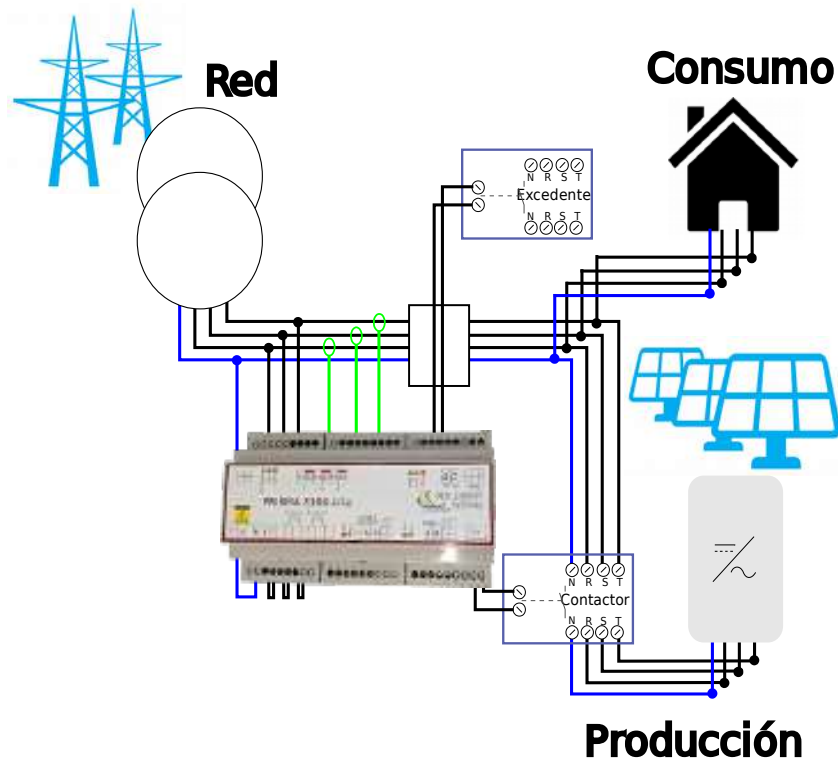 Red
Consumo
N R S T
Excedente
N R S T
N R S T
Contactor
N R S T
Producción